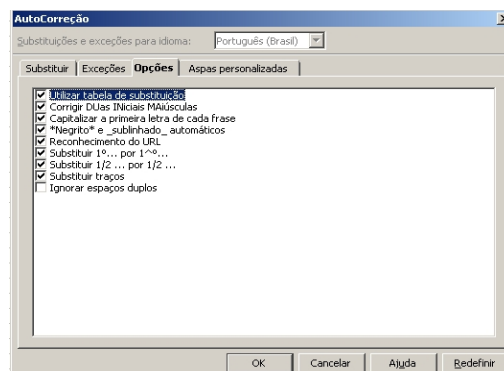 AutoCorreção
Substituições e exceções para idioma: Português (Brasil)
Substituir Exceções Opções Aspas personalizadas
Utilizar tabela de substituição
Corrigir DUas INiciais MAiúsculas
Capitalizar a primeira letra de cada frase
*Negrito* e _sublinhado_ automáticos
Reconhecimento do URL
Substituir 1º... por 1^º...
Substituir 1/2 ... por 1/2 ...
Substituir traços
Ignorar espaços duplos
OK Cancelar Ajuda Redefinir